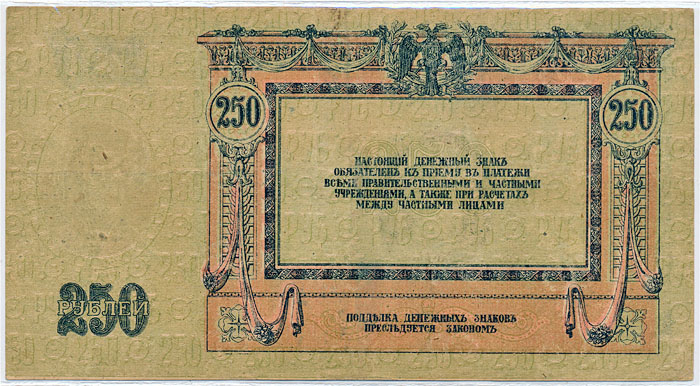 250
250
НАСТОЯЩИЙ ДЕНЕЖНЫЙ ЗНАКЪ
ОБЯЗАТЕЛЕНЪ КЪ ПРІЕМУ ВЪ ПЛАТЕЖИ
ВСѢМИ ПРАВИТЕЛЬСТВЕННЫМИ И ЧАСТНЫМИ
УЧРЕЖДЕНІЯМИ, А ТАКЖЕ ПРИ РАСЧЕТАХЪ
МЕЖДУ ЧАСТНЫМИ ЛИЦАМИ
250
РУБЛЕЙ
ПОДДѢЛКА ДЕНЕЖНЫХЪ ЗНАКОВЪ
ПРЕСЛѢДУЕТСЯ ЗАКОНОМЪ